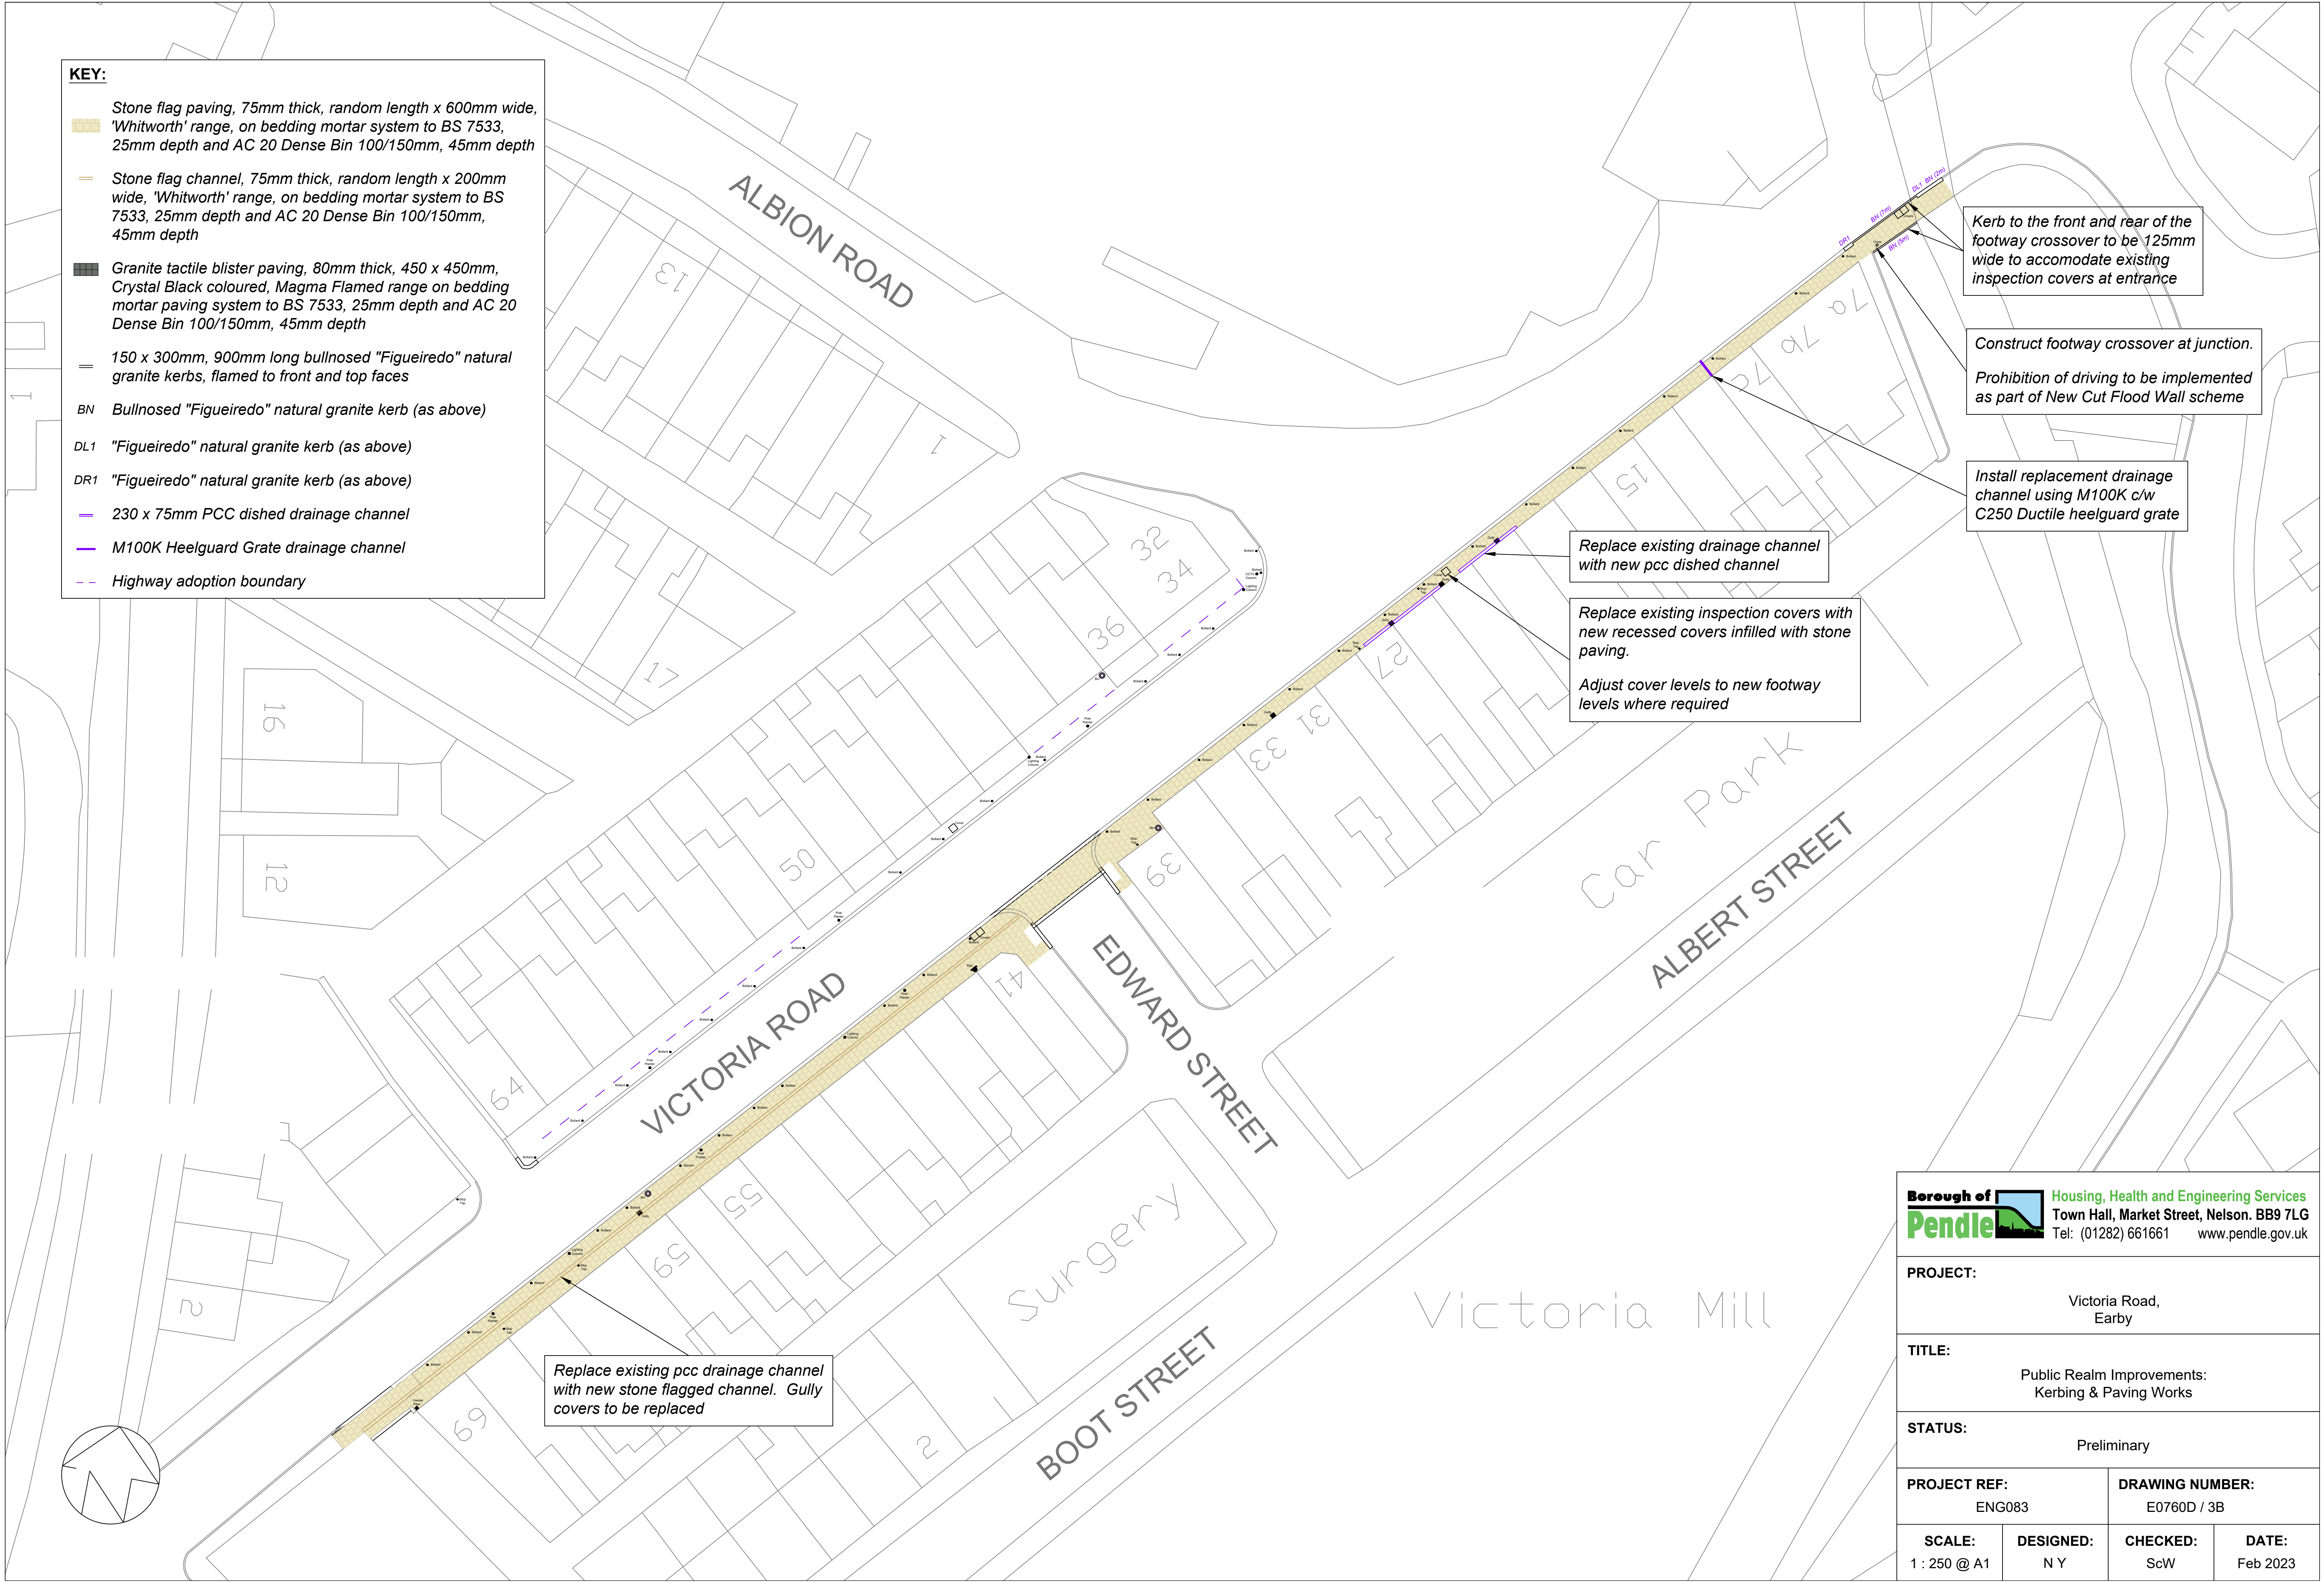 KEY:
Stone flag paving, 75mm thick, random length x 600mm wide,
'Whitworth' range, on bedding mortar system to BS 7533,
25mm depth and AC 20 Dense Bin 100/150mm, 45mm depth
Stone flag channel, 75mm thick, random length x 200mm
wide, 'Whitworth' range, on bedding mortar system to BS
7533, 25mm depth and AC 20 Dense Bin 100/150mm,
45mm depth
Granite tactile blister paving, 80mm thick, 450 x 450mm,
Crystal Black coloured, Magma Flamed range on bedding
mortar paving system to BS 7533, 25mm depth and AC 20
Dense Bin 100/150mm, 45mm depth
150 x 300mm, 900mm long bullnosed "Figueiredo" natural
granite kerbs, flamed to front and top faces
BN Bullnosed "Figueiredo" natural granite kerb (as above)
DL1 "Figueiredo" natural granite kerb (as above)
DR1 "Figueiredo" natural granite kerb (as above)
230 x 75mm PCC dished drainage channel
M100K Heelguard Grate drainage channel
Highway adoption boundary
ALBION ROAD
13
1
17
1
16
12
2
32
34
36
50
64
VICTORIA ROAD
DL1 BN (2m)
BN (7m)
DR1
BN (5m)
7a
7b
7c
15
27
31
33
39
41
55
59
69
2
EDWARD STREET
ALBERT STREET
BOOT STREET
Car Park
Surgery
Victoria Mill
Kerb to the front and rear of the
footway crossover to be 125mm
wide to accomodate existing
inspection covers at entrance
Construct footway crossover at junction.
Prohibition of driving to be implemented
as part of New Cut Flood Wall scheme
Install replacement drainage
channel using M100K c/w
C250 Ductile heelguard grate
Replace existing drainage channel
with new pcc dished channel
Replace existing inspection covers with
new recessed covers infilled with stone
paving.
Adjust cover levels to new footway
levels where required
Replace existing pcc drainage channel
with new stone flagged channel. Gully
covers to be replaced
Borough of
Pendle
Housing, Health and Engineering Services
Town Hall, Market Street, Nelson. BB9 7LG
Tel: (01282) 661661 www.pendle.gov.uk
PROJECT:
Victoria Road,
Earby
TITLE:
Public Realm Improvements:
Kerbing & Paving Works
STATUS:
Preliminary
PROJECT REF:
ENG083
DRAWING NUMBER:
E0760D / 3B
SCALE:
1 : 250 @ A1
DESIGNED:
N Y
CHECKED:
ScW
DATE:
Feb 2023